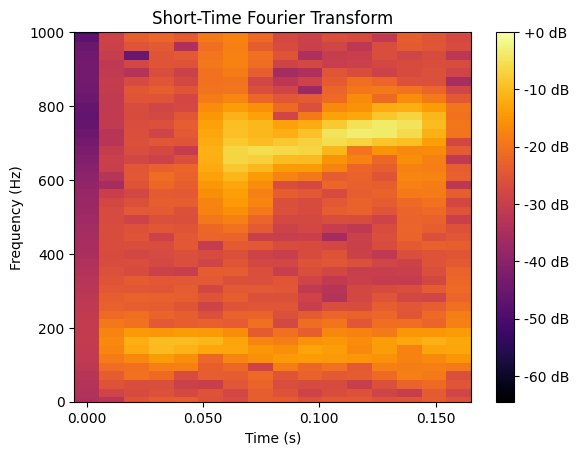 Short-Time Fourier Transform
1000
800
600
400
200
0
Frequency (Hz)
0.000
0.050
0.100
0.150
Time (s)
+0 dB
-10 dB
-20 dB
-30 dB
-40 dB
-50 dB
-60 dB